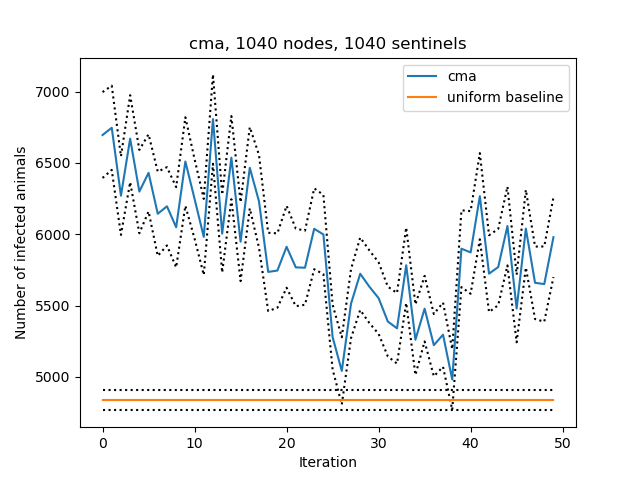 cma, 1040 nodes, 1040 sentinels
cma
uniform baseline
Number of infected animals
7000
6500
6000
5500
5000
0 10 20 30 40 50
Iteration